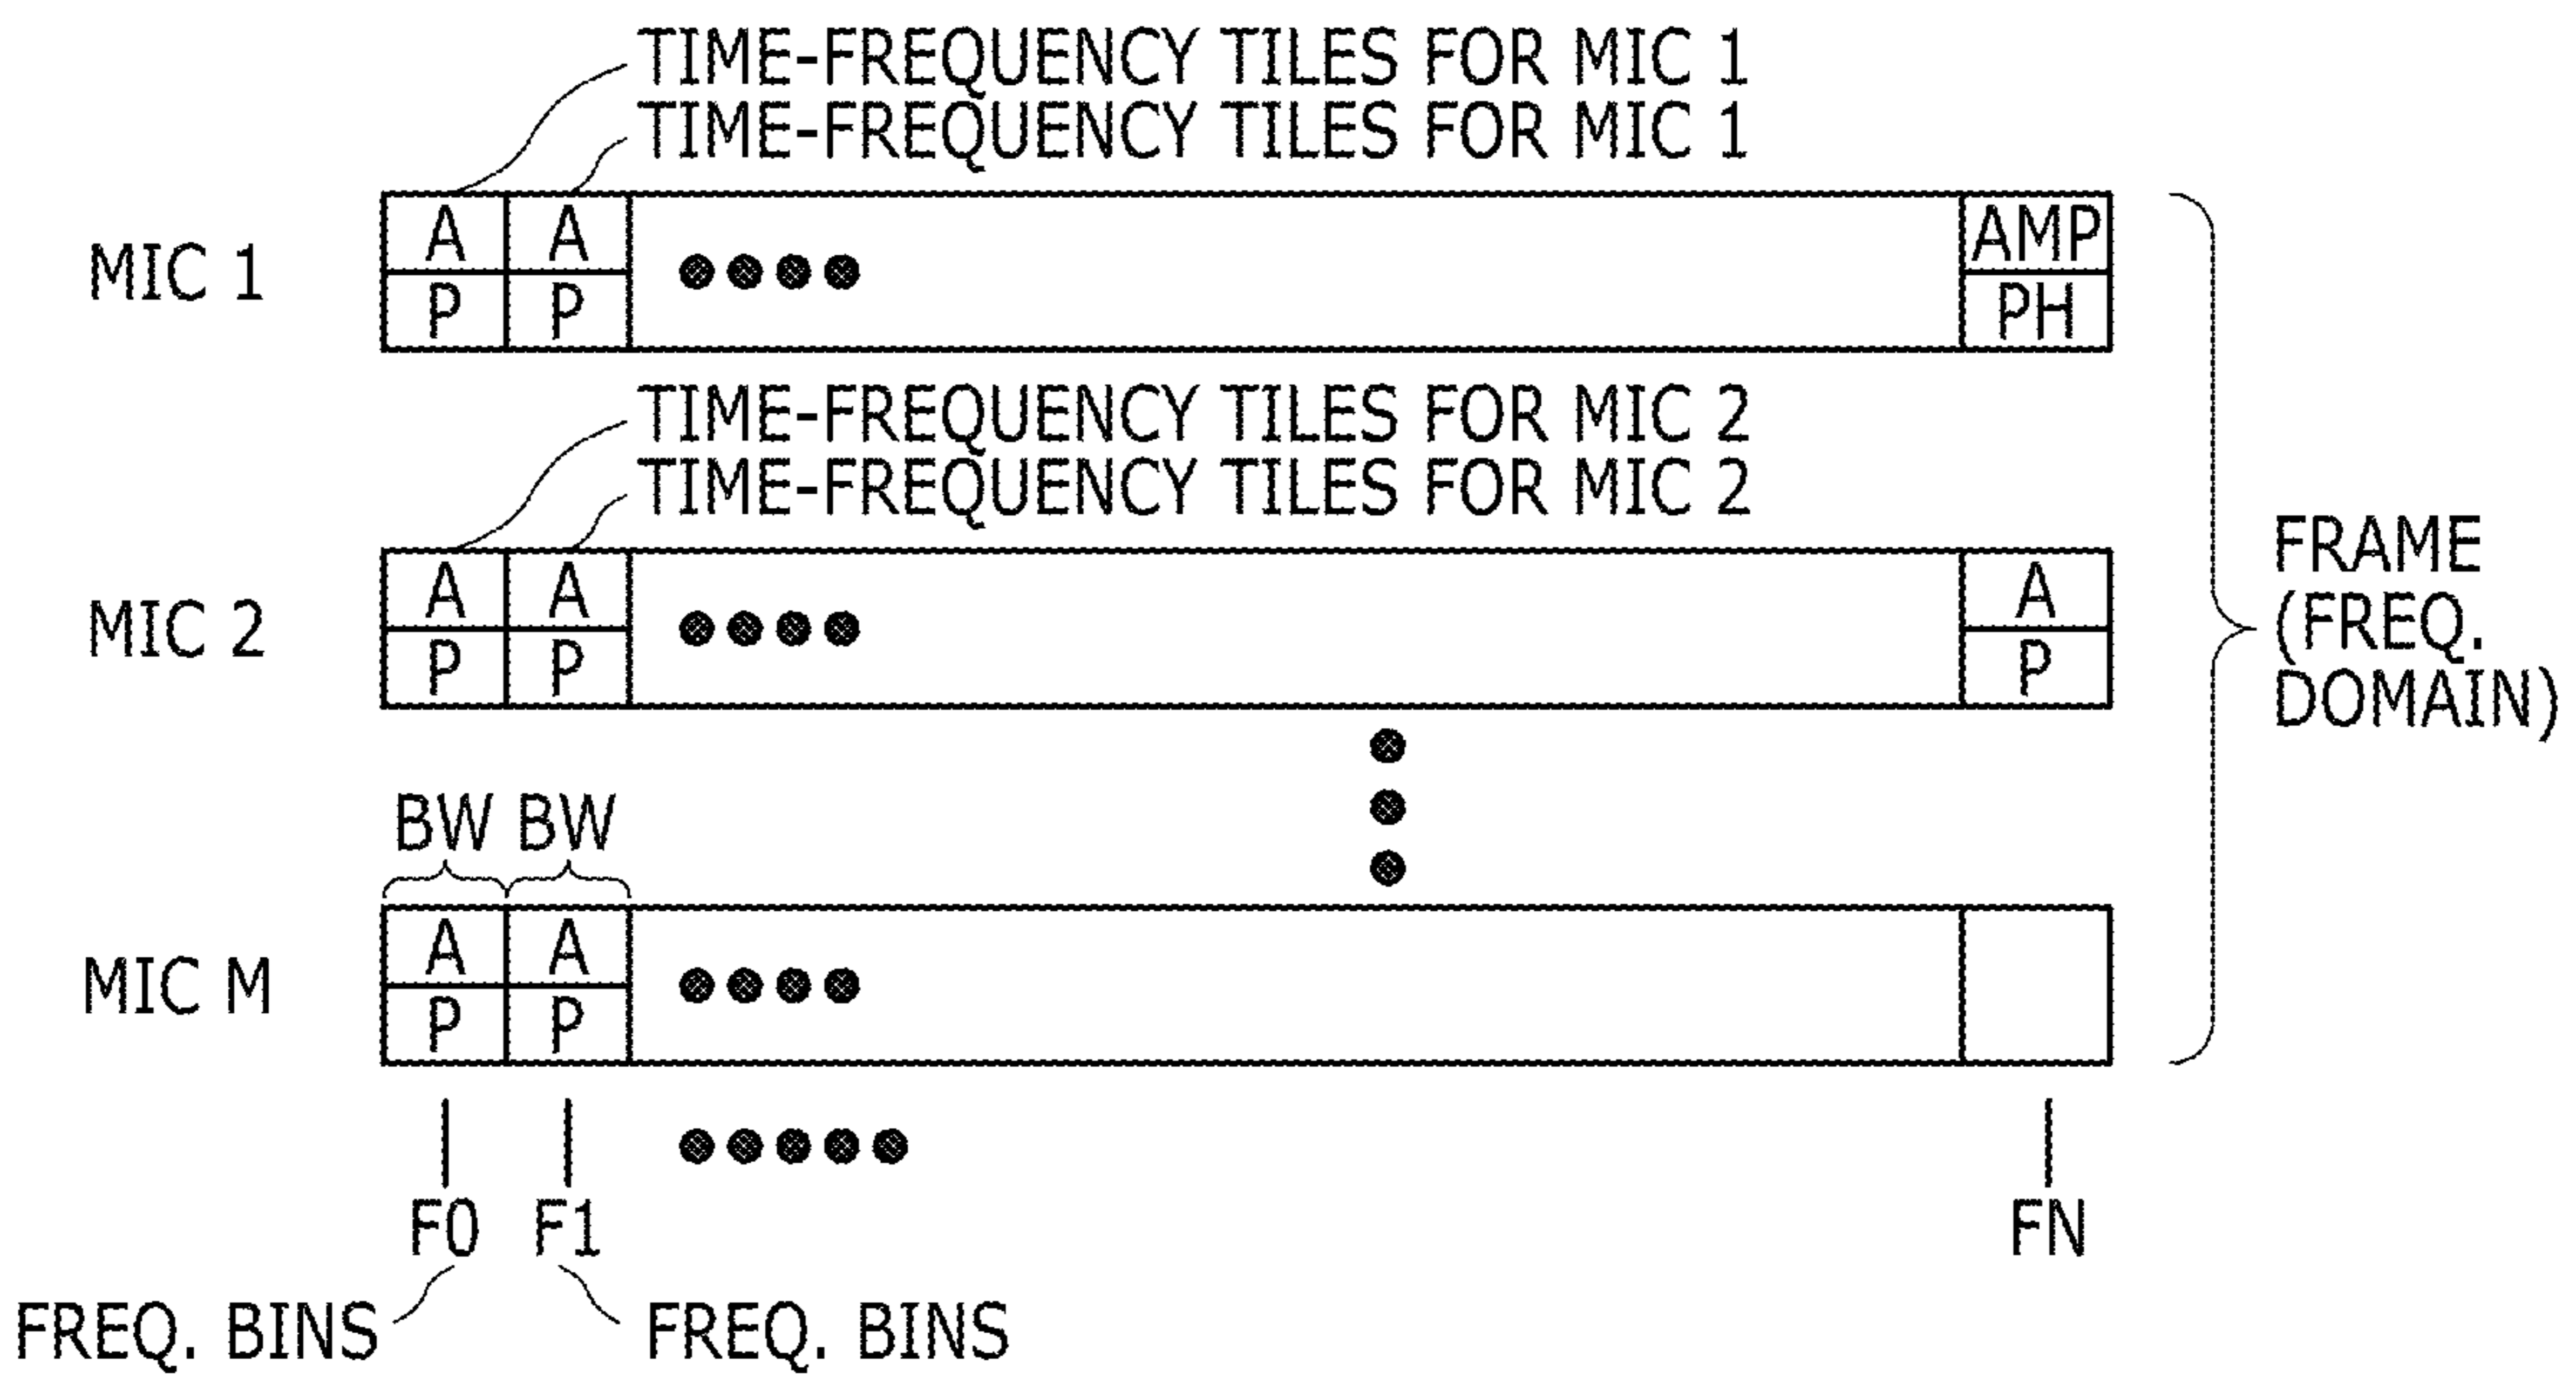 TIME-FREQUENCY TILES FOR MIC 1
TIME-FREQUENCY TILES FOR MIC 1
MIC 1
A A AMP
P P PH
TIME-FREQUENCY TILES FOR MIC 2
TIME-FREQUENCY TILES FOR MIC 2
MIC 2
A A A
P P P
FRAME
(FREQ.
DOMAIN)
BW BW
MIC M
A A
P P
F0 F1 FN
FREQ. BINS FREQ. BINS